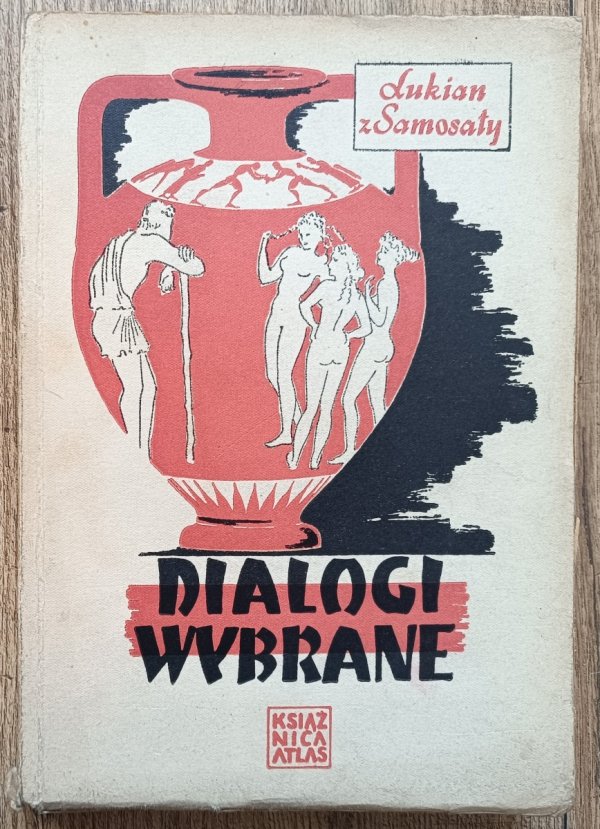 Lukian
z Samosaty
DIALOGI
WYBRANE
KSIĄŻ
NICA
ATLAS